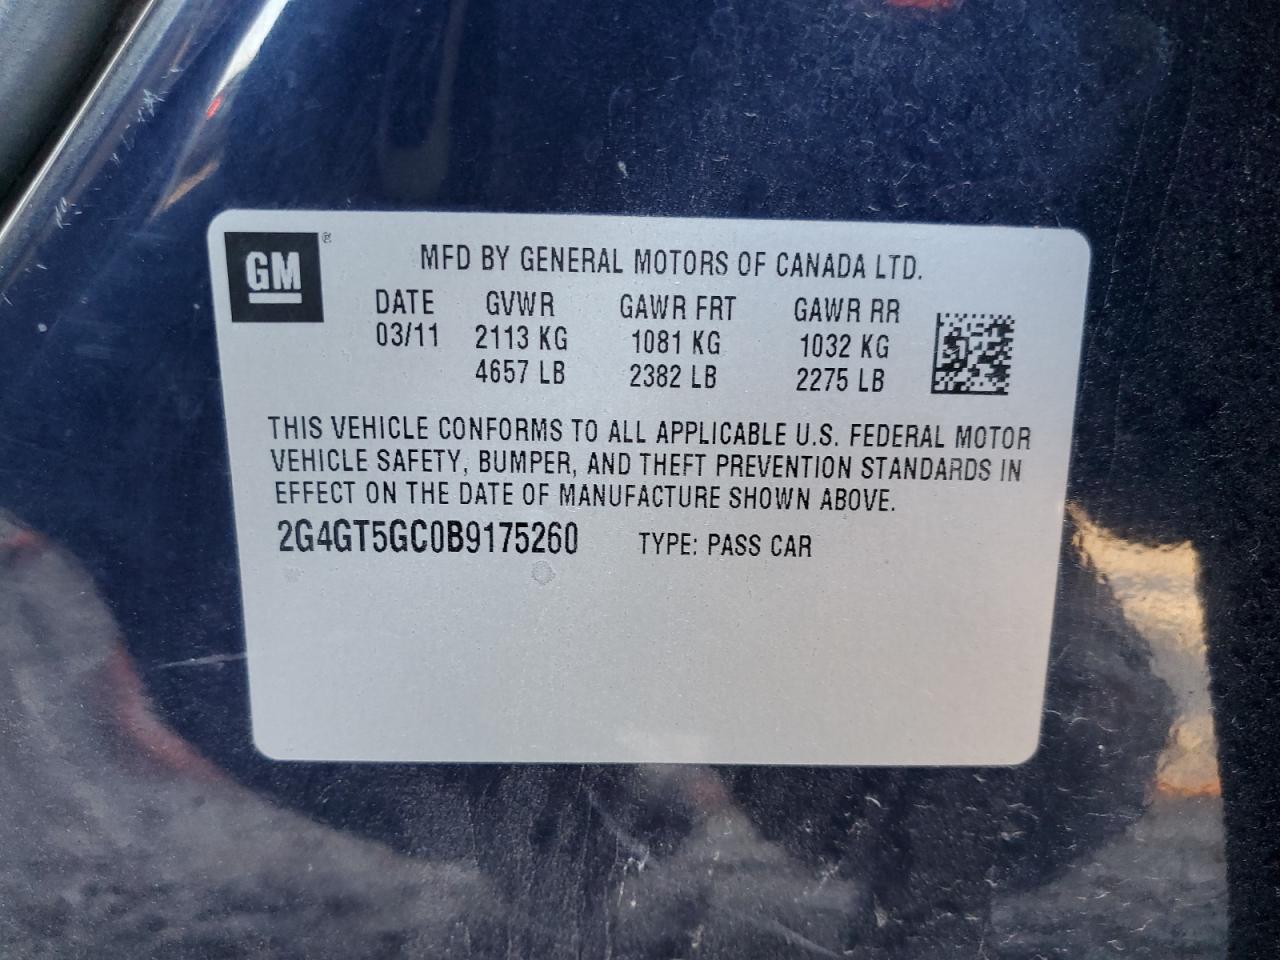 GM®
MFD BY GENERAL MOTORS OF CANADA LTD.
DATE GVWR GAWR FRT GAWR RR
03/11 2113 KG 1081 KG 1032 KG
4657 LB 2382 LB 2275 LB
THIS VEHICLE CONFORMS TO ALL APPLICABLE U.S. FEDERAL MOTOR
VEHICLE SAFETY, BUMPER, AND THEFT PREVENTION STANDARDS IN
EFFECT ON THE DATE OF MANUFACTURE SHOWN ABOVE.
2G4GT5GC0B9175260 TYPE: PASS CAR